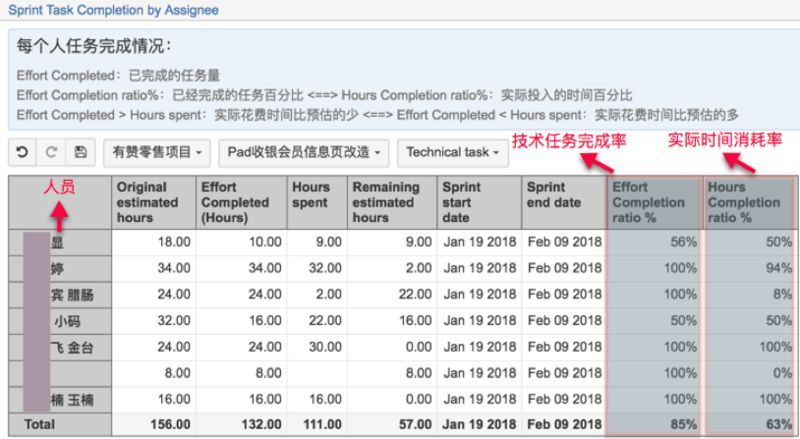 Sprint Task Completion by Assignee
每个人任务完成情况：
Effort Completed：已完成的任务量
Effort Completion ratio%：已经完成的任务百分比 <==> Hours Completion ratio%：实际投入的时间百分比
Effort Completed > Hours spent：实际花费时间比预估的少 <==> Effort Completed < Hours spent：实际花费时间比预估的多
技术任务完成率 实际时间消耗率
有赞零售项目 Pad收银会员信息页改造 Technical task
人员 Original estimated hours Effort Completed (Hours) Hours spent Remaining estimated hours Sprint start date Sprint end date Effort Completion ratio % Hours Completion ratio %
显 18.00 10.00 9.00 9.00 Jan 19 2018 Feb 09 2018 56% 50%
婷 34.00 34.00 32.00 2.00 Jan 19 2018 Feb 09 2018 100% 94%
宾 腊肠 24.00 24.00 2.00 22.00 Jan 19 2018 Feb 09 2018 100% 8%
小码 32.00 16.00 22.00 16.00 Jan 19 2018 Feb 09 2018 50% 50%
飞 金台 24.00 24.00 30.00 0.00 Jan 19 2018 Feb 09 2018 100% 100%
8.00 8.00 8.00 Jan 19 2018 Feb 09 2018 100% 0%
楠 玉楠 16.00 16.00 16.00 0.00 Jan 19 2018 Feb 09 2018 100% 100%
Total 156.00 132.00 111.00 57.00 Jan 19 2018 Feb 09 2018 85% 63%